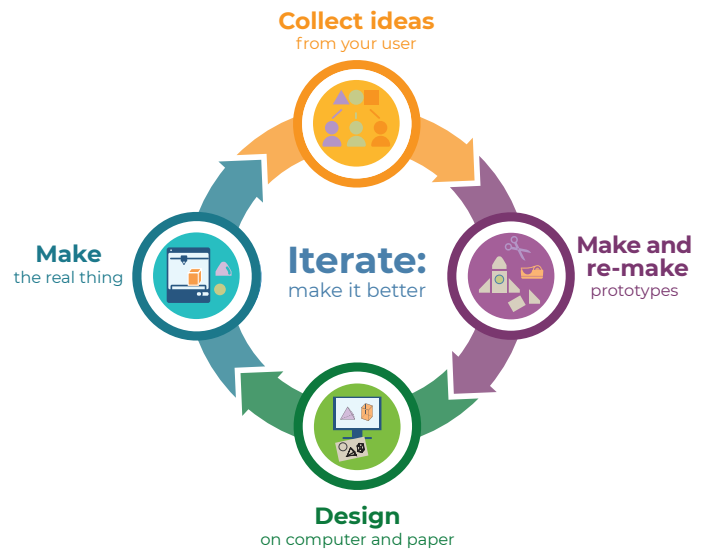 Collect ideas
from your user
Make and
re-make
prototypes
Iterate:
make it better
Make
the real thing
Design
on computer and paper